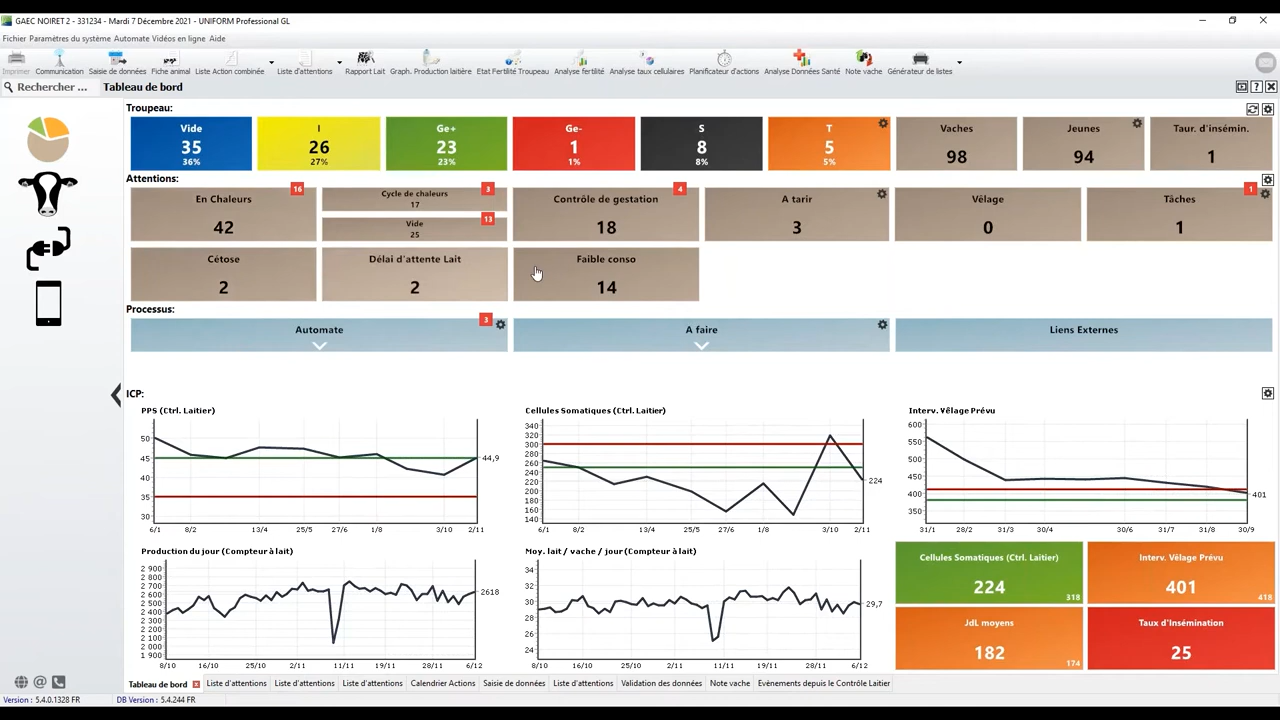 GAEC NOIRET 2 - 331234 - Mardi 7 Décembre 2021 - UNIFORM Professional GL
Fichier Paramètres du système Automate Vidéos en ligne Aide
Imprimer Communication Saisie de données Fiche animal Liste Action combinée Liste d'attentions Rapport Lait Graph. Production laitière Etat Fertilité Troupeau Analyse fertilité Analyse taux cellulaires Planificateur d'actions Analyse Données Santé Note vache Générateur de listes
Rechercher ... Tableau de bord
Troupeau:
Vide I Ge+ Ge- S T Vaches Jeunes Taur. d'insémin.
35 26 23 1 8 5 98 94 1
36% 27% 23% 1% 8% 5%
Attentions:
16 3 4 1
En Chaleurs Cycle de chaleurs Contrôle de gestation A tarir Vêlage Tâches
17
13
Vide
25
42 18 3 0 1
Cétose Délai d'attente Lait Faible conso
2 2 14
Processus:
Automate 3 A faire Liens Externes
ICP:
PPS (Ctrl. Laitier)
50
45
40
35
30
44,9
6/1 8/2 13/4 25/5 27/6 1/8 3/10 2/11
Cellules Somatiques (Ctrl. Laitier)
340
320
300
280
260
240
220
200
180
160
140
224
6/1 8/2 13/4 25/5 27/6 1/8 3/10 2/11
Interv. Vêlage Prévu
600
550
500
450
400
350
401
31/1 28/2 31/3 30/4 30/6 31/7 31/8 30/9
Production du jour (Compteur à lait)
2 900
2 800
2 700
2 600
2 500
2 400
2 300
2 200
2 100
2 000
1 900
2618
8/10 16/10 25/10 2/11 11/11 19/11 28/11 6/12
Moy. lait / vache / jour (Compteur à lait)
34
32
30
28
26
24
29,7
8/10 16/10 25/10 2/11 11/11 19/11 28/11 6/12
Cellules Somatiques (Ctrl. Laitier) Interv. Vêlage Prévu
224 318 401 418
JdL moyens Taux d'Insémination
182 174 25
Tableau de bord Liste d'attentions Liste d'attentions Liste d'attentions Calendrier Actions Saisie de données Liste d'attentions Validation des données Note vache Evènements depuis le Contrôle Laitier
Version : 5.4.0.1328 FR DB Version : 5.4.244 FR